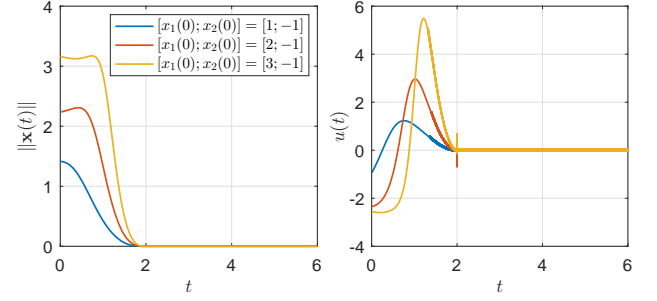 [x₁(0); x₂(0)] = [1; −1]
[x₁(0); x₂(0)] = [2; −1]
[x₁(0); x₂(0)] = [3; −1]
||x(t)||
4
3
2
1
0
0
2
4
6
t
u(t)
6
4
2
0
-2
-4
0
2
4
6
t